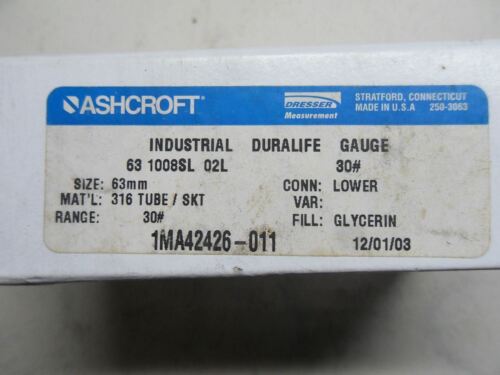 ASHCROFT®
DRESSER
Measurement
STRATFORD, CONNECTICUT
MADE IN U.S.A 250-3063
INDUSTRIAL DURALIFE GAUGE
63 1008SL 02L 30#
SIZE: 63mm CONN: LOWER
MAT'L: 316 TUBE / SKT VAR:
RANGE: 30# FILL: GLYCERIN
1MA42426-011 12/01/03